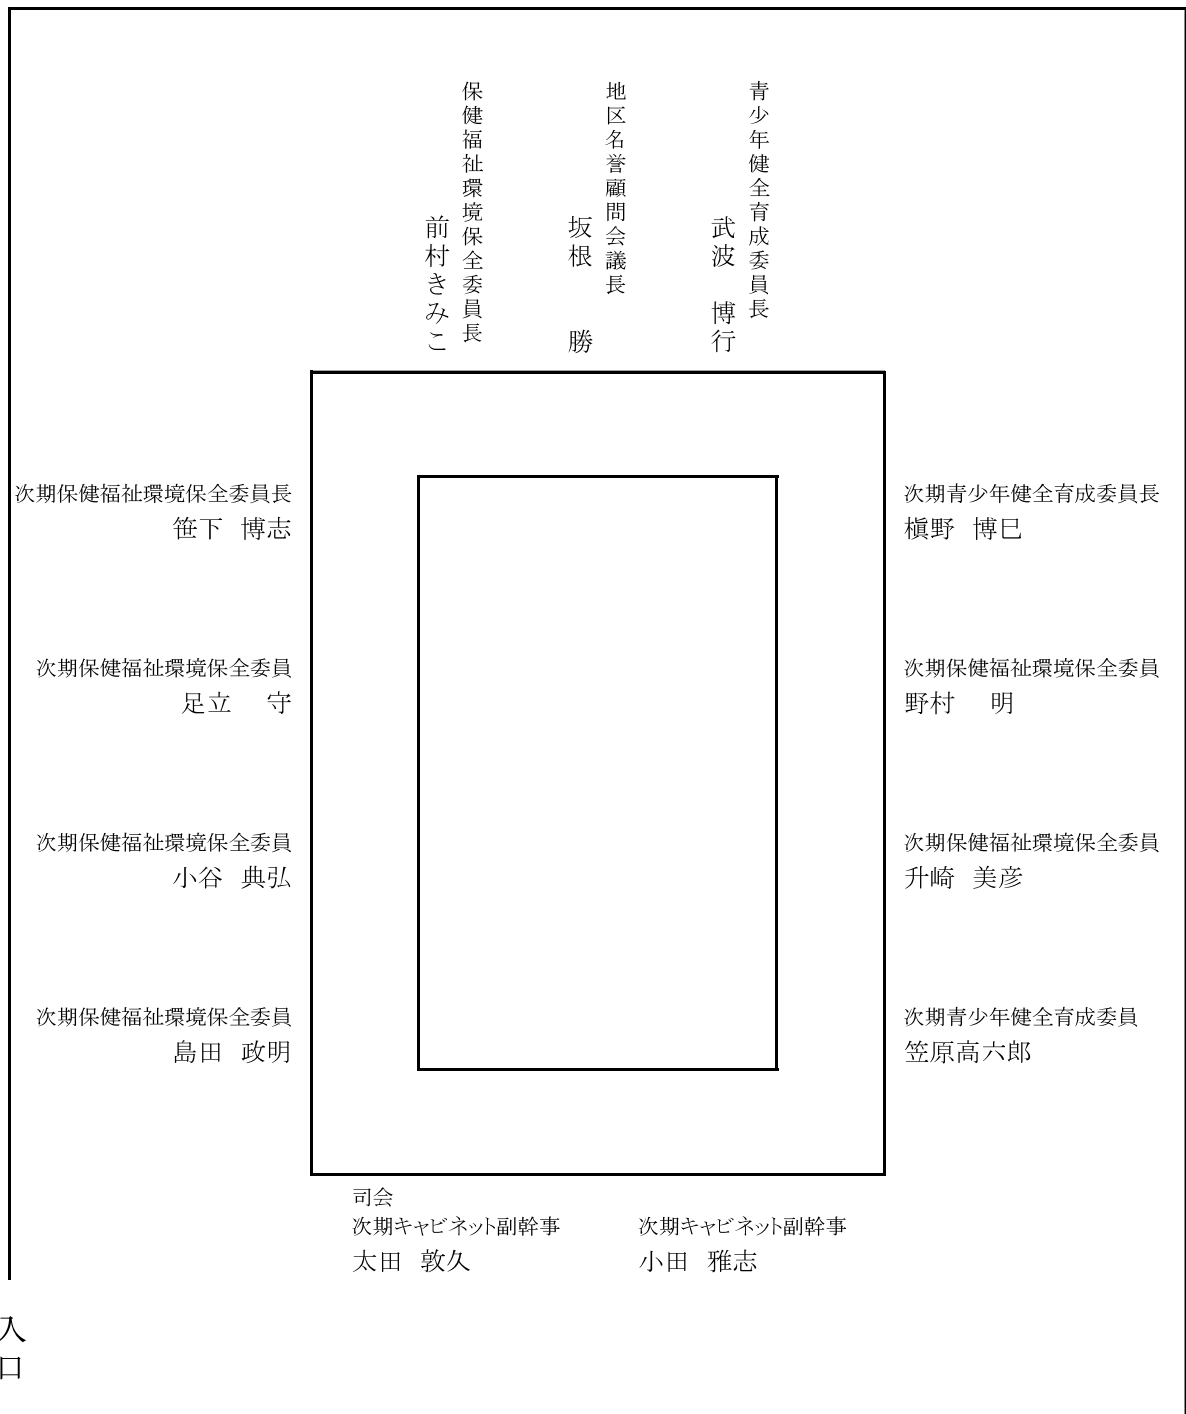 青少年健全育成委員長
武波　博行
地区名誉顧問会議長
坂根　　勝
保健福祉環境保全委員長
前村きみこ
次期保健福祉環境保全委員長
笹下　博志
次期青少年健全育成委員長
槇野　博巳
次期保健福祉環境保全委員
足立　　守
次期保健福祉環境保全委員
野村　　明
次期保健福祉環境保全委員
小谷　典弘
次期保健福祉環境保全委員
升崎　美彦
次期保健福祉環境保全委員
島田　政明
次期青少年健全育成委員
笠原高六郎
司会
次期キャビネット副幹事
太田　敦久
次期キャビネット副幹事
小田　雅志
入口